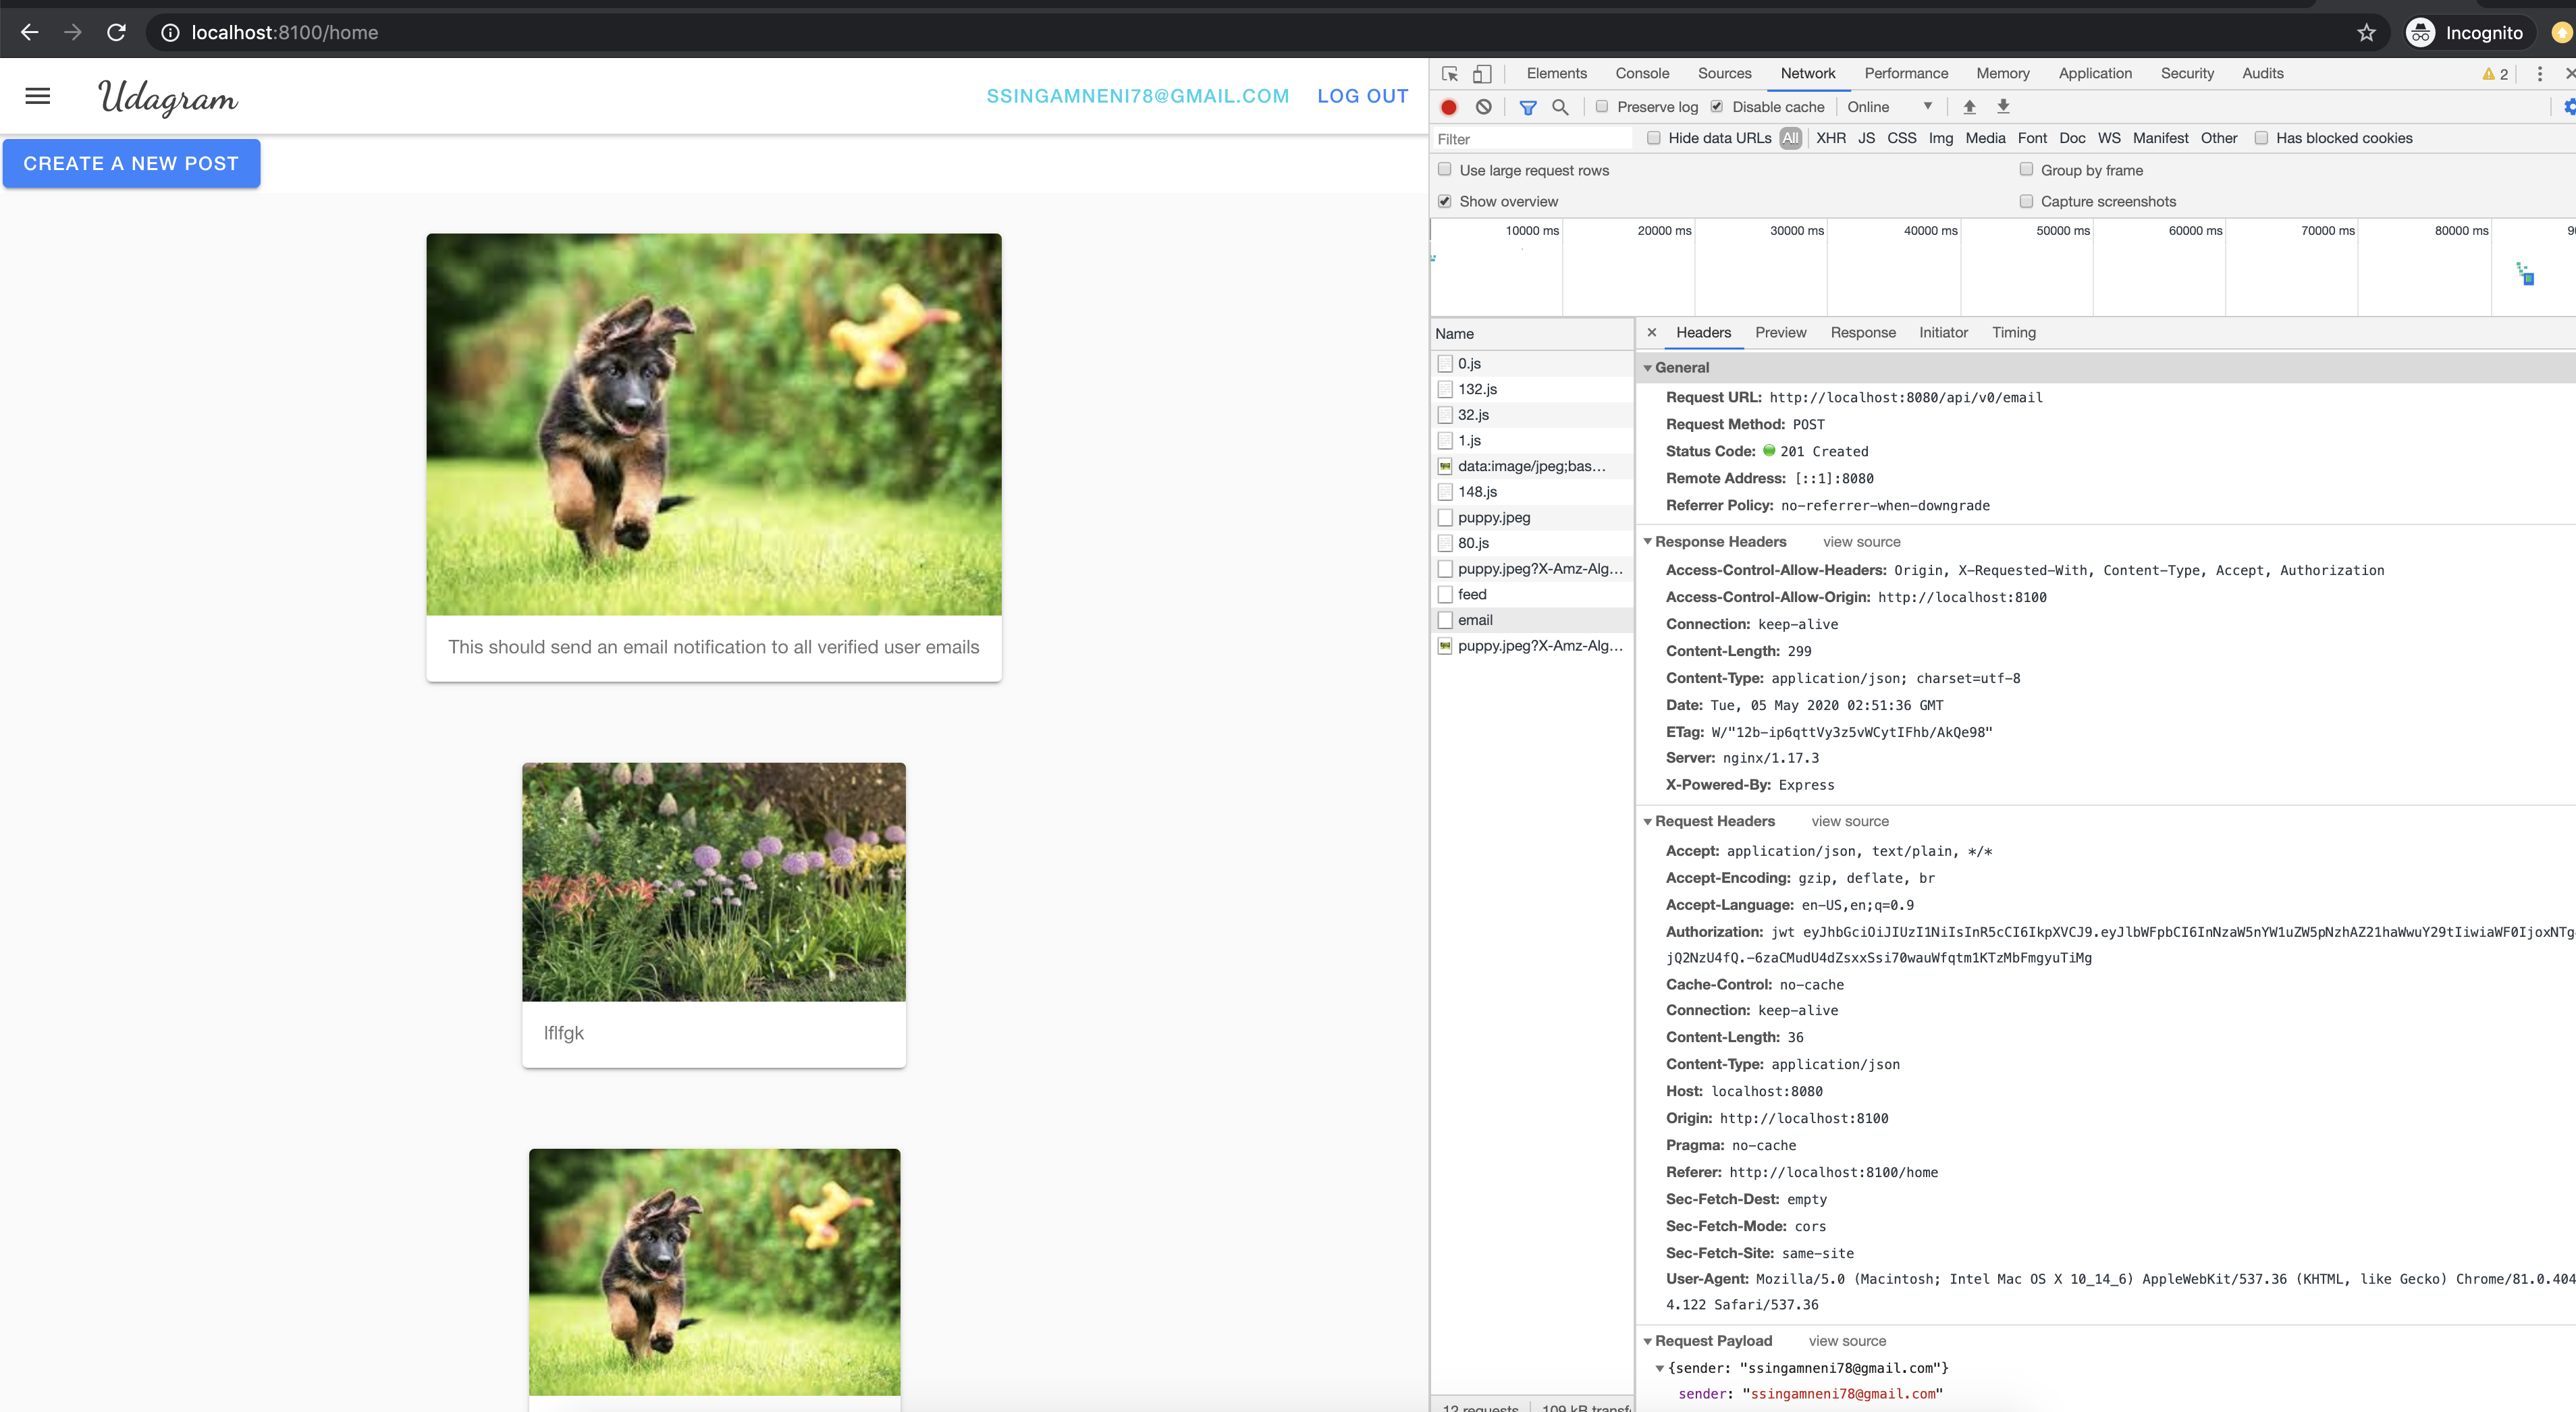 localhost:8100/home
Incognito
Udagram
SSINGAMNENI78@GMAIL.COM
LOG OUT
CREATE A NEW POST
This should send an email notification to all verified user emails
lflfgk
Elements Console Sources Network Performance Memory Application Security Audits 2
Preserve log Disable cache Online
Filter Hide data URLs All XHR JS CSS Img Media Font Doc WS Manifest Other Has blocked cookies
Use large request rows Group by frame
Show overview Capture screenshots
10000 ms 20000 ms 30000 ms 40000 ms 50000 ms 60000 ms 70000 ms 80000 ms
Name
0.js
132.js
32.js
1.js
data:image/jpeg;bas…
148.js
puppy.jpeg
80.js
puppy.jpeg?X-Amz-Alg…
feed
email
puppy.jpeg?X-Amz-Alg…
12 requests 109 kB transf
Headers Preview Response Initiator Timing
General
Request URL: http://localhost:8080/api/v0/email
Request Method: POST
Status Code: 201 Created
Remote Address: [::1]:8080
Referrer Policy: no-referrer-when-downgrade
Response Headers view source
Access-Control-Allow-Headers: Origin, X-Requested-With, Content-Type, Accept, Authorization
Access-Control-Allow-Origin: http://localhost:8100
Connection: keep-alive
Content-Length: 299
Content-Type: application/json; charset=utf-8
Date: Tue, 05 May 2020 02:51:36 GMT
ETag: W/"12b-ip6qttVy3z5vWCytIFhb/AkQe98"
Server: nginx/1.17.3
X-Powered-By: Express
Request Headers view source
Accept: application/json, text/plain, */*
Accept-Encoding: gzip, deflate, br
Accept-Language: en-US,en;q=0.9
Authorization: jwt eyJhbGciOiJIUzI1NiIsInR5cCI6IkpXVCJ9.eyJlbWFpbCI6InNzaW5nYW1uZW5pNzhAZ21haWwuY29tIiwiaWF0IjoxNTg
jQ2NzU4fQ.-6zaCMudU4dZsxxSsi70wauWfqtm1KTzMbFmgyuTiMg
Cache-Control: no-cache
Connection: keep-alive
Content-Length: 36
Content-Type: application/json
Host: localhost:8080
Origin: http://localhost:8100
Pragma: no-cache
Referer: http://localhost:8100/home
Sec-Fetch-Dest: empty
Sec-Fetch-Mode: cors
Sec-Fetch-Site: same-site
User-Agent: Mozilla/5.0 (Macintosh; Intel Mac OS X 10_14_6) AppleWebKit/537.36 (KHTML, like Gecko) Chrome/81.0.404
4.122 Safari/537.36
Request Payload view source
{sender: "ssingamneni78@gmail.com"}
sender: "ssingamneni78@gmail.com"